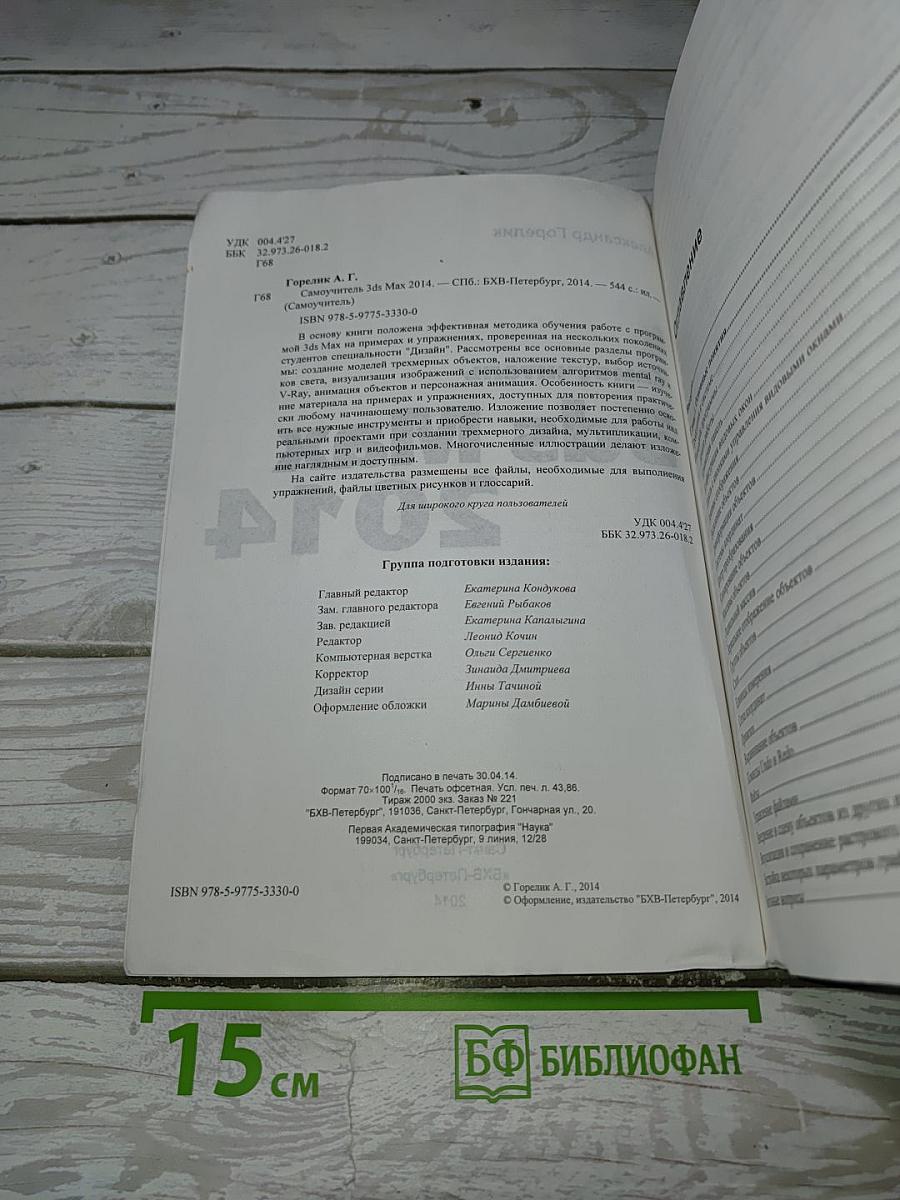 УДК 004.4'27
ББК 32.973.26-018.2
Г68
Горелик А. Г.
Г68 Самоучитель 3ds Max 2014. — СПб.: БХВ-Петербург, 2014. — 544 с.: ил. —
(Самоучитель)
ISBN 978-5-9775-3330-0
В основу книги положена эффективная методика обучения работе с програм-
мой 3ds Max на примерах и упражнениях, проверенная на нескольких поколениях
студентов специальности "Дизайн". Рассмотрены все основные разделы програм-
мы: создание моделей трехмерных объектов, наложение текстур, выбор источни-
ков света, визуализация изображений с использованием алгоритмов mental ray и
V-Ray, анимация объектов и персонажная анимация. Особенность книги — изуче-
ние материала на примерах и упражнениях, доступных для повторения практиче-
ски любому начинающему пользователю. Изложение позволяет постепенно осво-
ить все нужные инструменты и приобрести навыки, необходимые для работы над
реальными проектами при создании трехмерного дизайна, мультипликации, ком-
пьютерных игр и видеофильмов. Многочисленные иллюстрации делают изложе-
ние наглядным и доступным.
На сайте издательства размещены все файлы, необходимые для выполнения
упражнений, файлы цветных рисунков и глоссарий.
Для широкого круга пользователей
УДК 004.4'27
ББК 32.973.26-018.2
Группа подготовки издания:
Главный редактор Екатерина Кондукова
Зам. главного редактора Евгений Рыбаков
Зав. редакцией Екатерина Капалыгина
Редактор Леонид Кочин
Компьютерная верстка Ольги Сергиенко
Корректор Зинаида Дмитриева
Дизайн серии Инны Тачиной
Оформление обложки Марины Дамбиевой
Подписано в печать 30.04.14.
Формат 70×100 1/16. Печать офсетная. Усл. печ. л. 43,86.
Тираж 2000 экз. Заказ № 221
"БХВ-Петербург", 191036, Санкт-Петербург, Гончарная ул., 20.
Первая Академическая типография "Наука"
199034, Санкт-Петербург, 9 линия, 12/28
ISBN 978-5-9775-3330-0
© Горелик А. Г., 2014
© Оформление, издательство "БХВ-Петербург", 2014
Оглавление
управления видовыми окнами
отображение объектов
объектов
Команды Undo и Redo
15 см
БФ БИБЛИОФАН